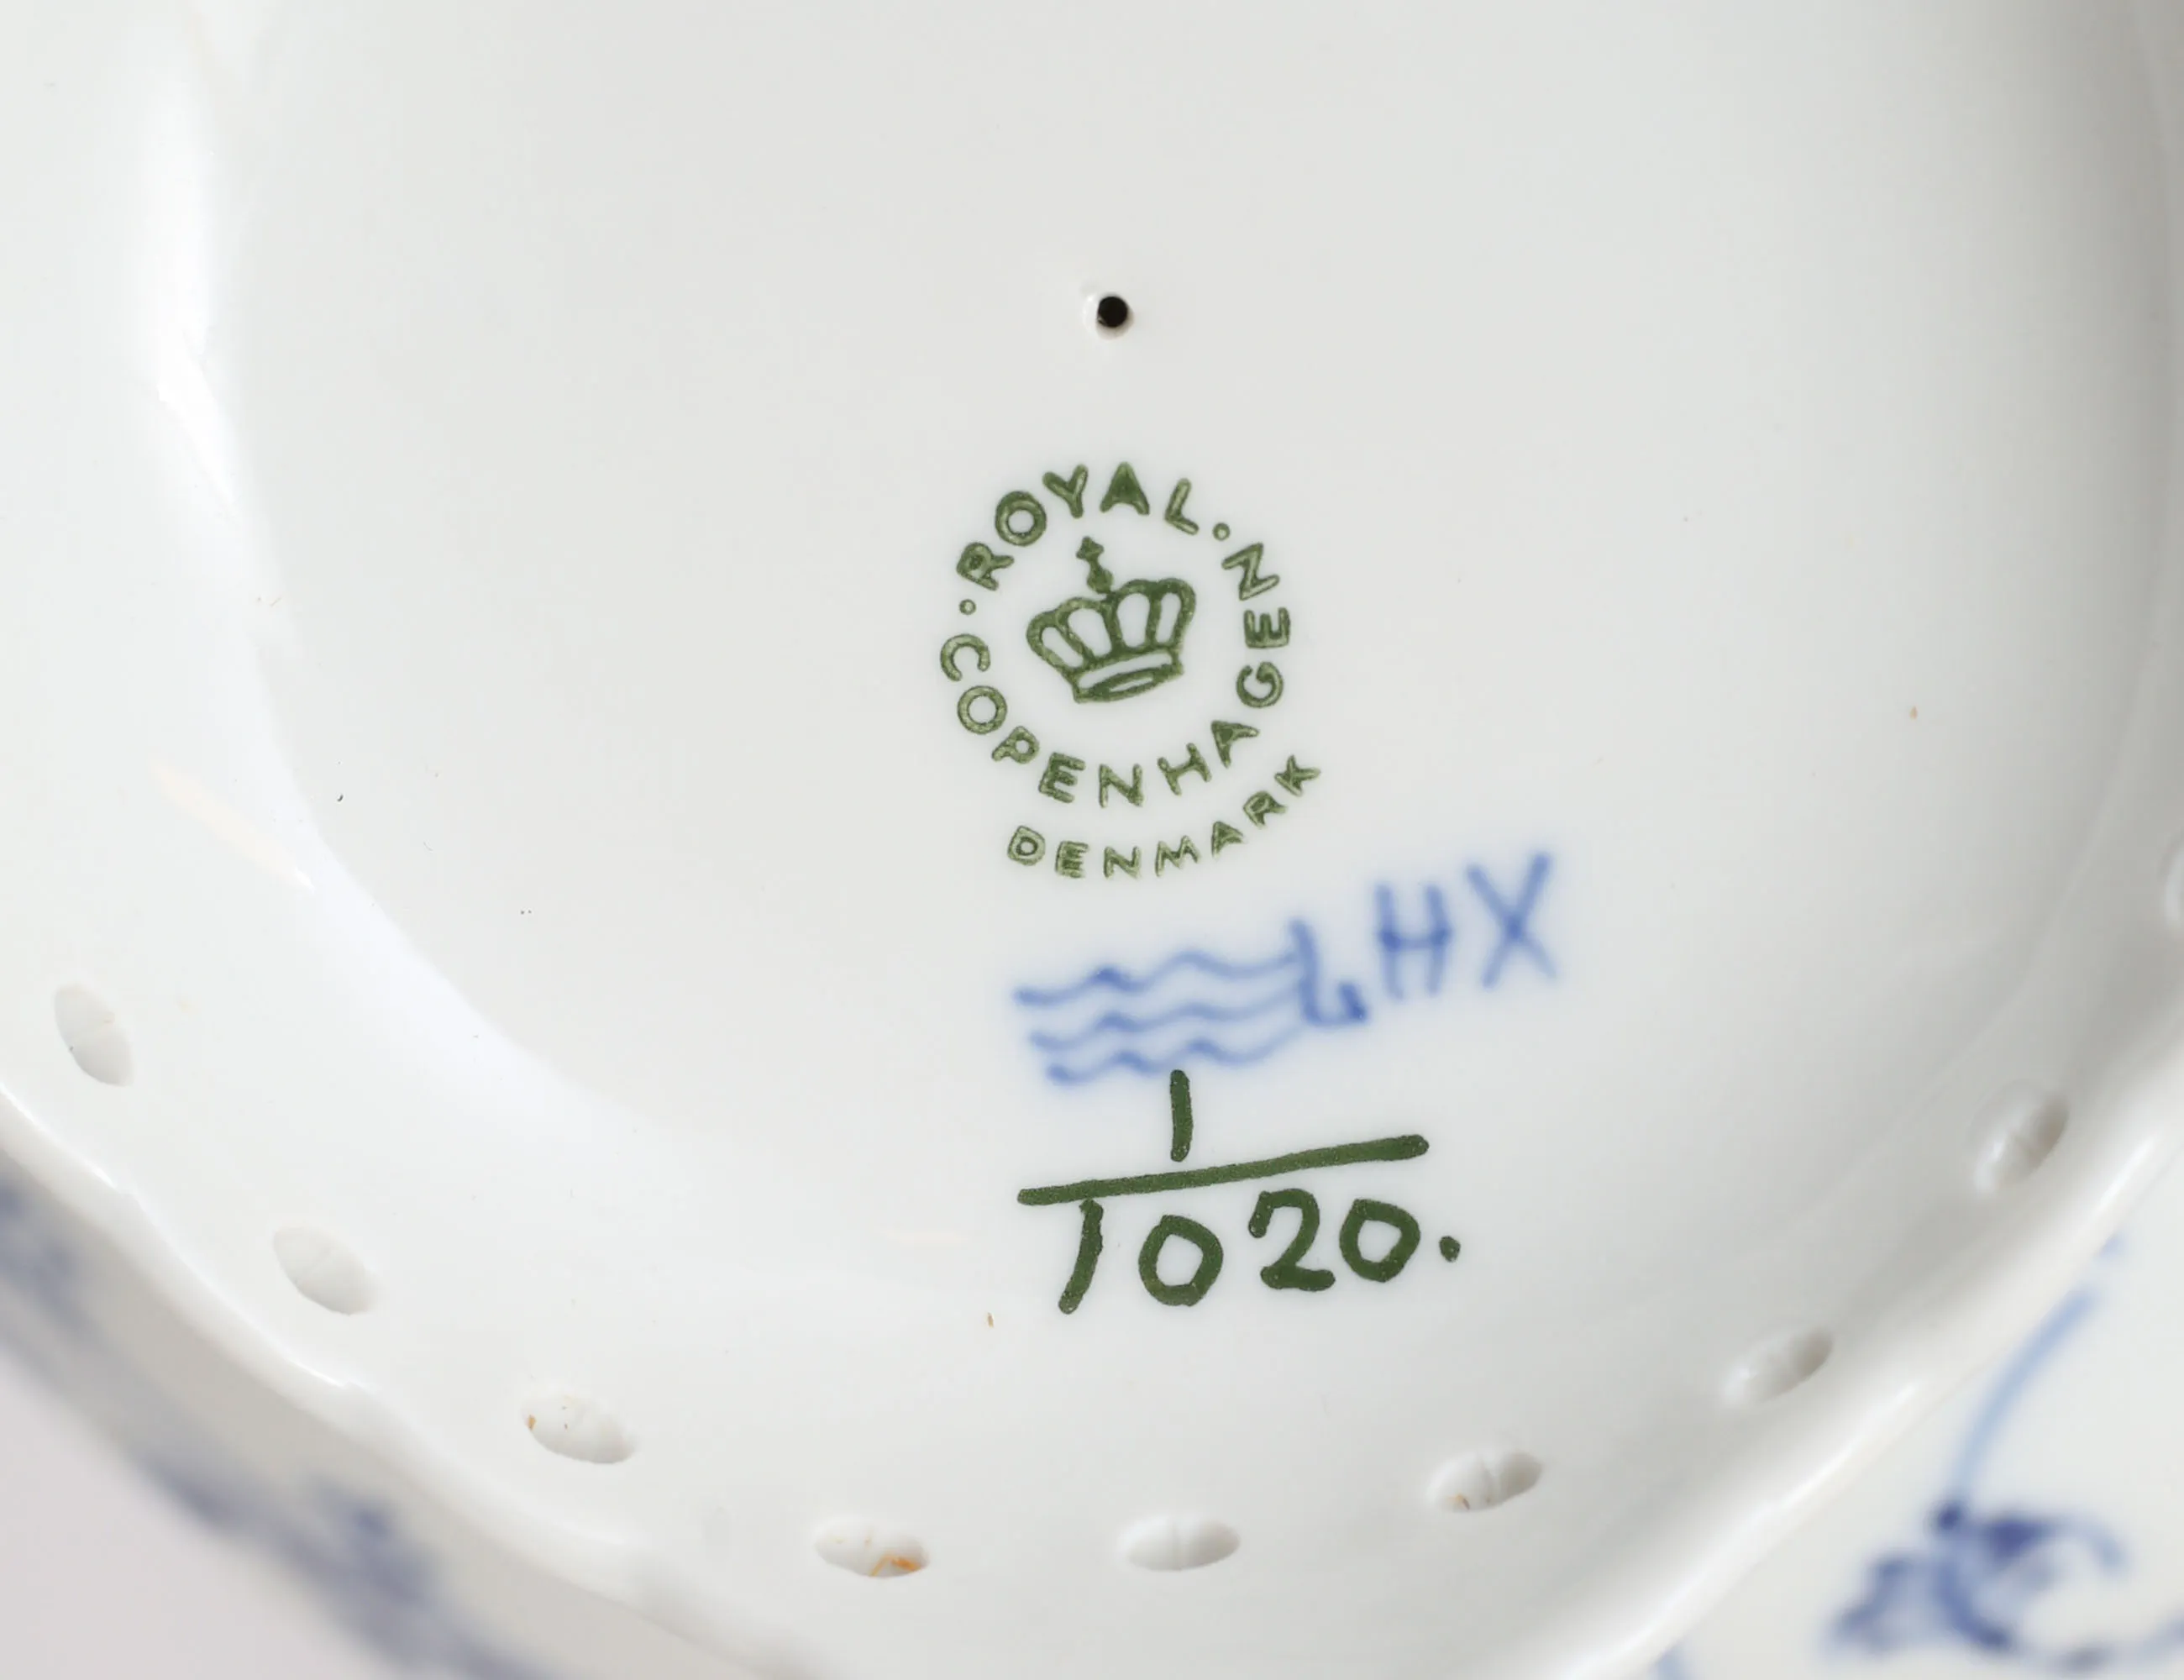 · ROYAL ·
COPENHAGEN
DENMARK
LHX
1
1020.